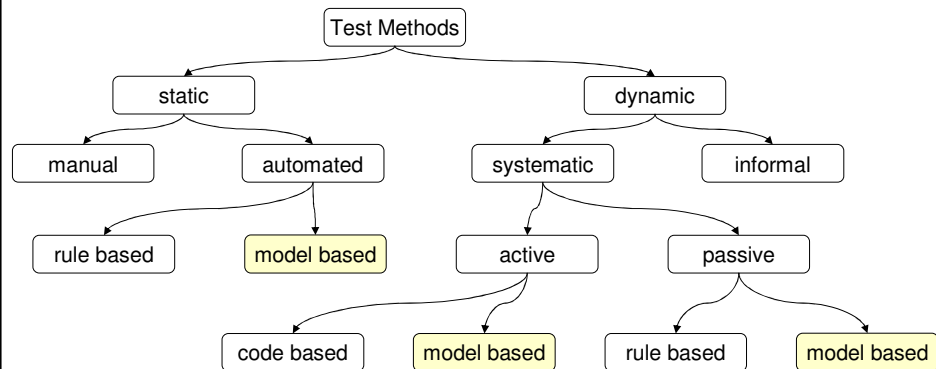 Test Methods
static
dynamic
manual
automated
systematic
informal
rule based
model based
active
passive
code based
model based
rule based
model based